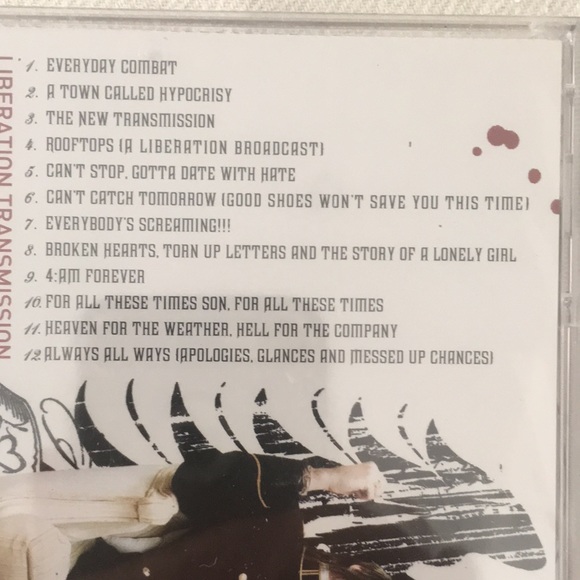 LIBERATION TRANSMISSION
1. EVERYDAY COMBAT
2. A TOWN CALLED HYPOCRISY
3. THE NEW TRANSMISSION
4. ROOFTOPS (A LIBERATION BROADCAST)
5. CAN'T STOP, GOTTA DATE WITH HATE
6. CAN'T CATCH TOMORROW (GOOD SHOES WON'T SAVE YOU THIS TIME)
7. EVERYBODY'S SCREAMING!!!
8. BROKEN HEARTS, TORN UP LETTERS AND THE STORY OF A LONELY GIRL
9. 4:AM FOREVER
10. FOR ALL THESE TIMES SON, FOR ALL THESE TIMES
11. HEAVEN FOR THE WEATHER, HELL FOR THE COMPANY
12. ALWAYS ALL WAYS (APOLOGIES, GLANCES AND MESSED UP CHANCES)